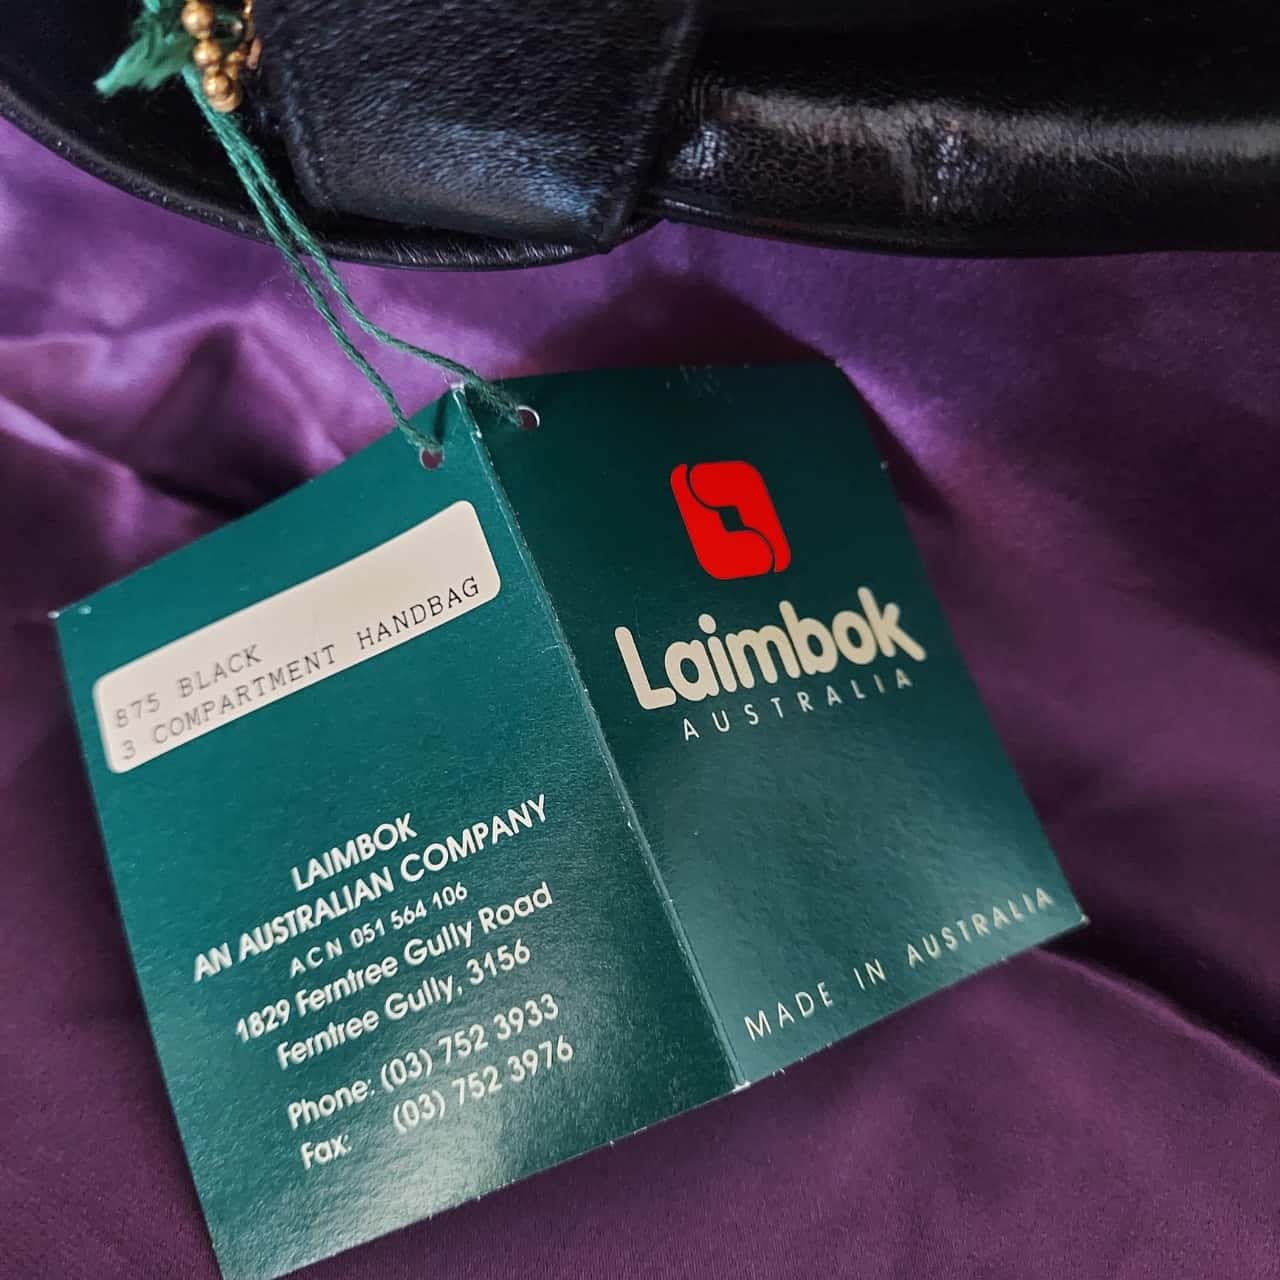 875 BLACK
3 COMPARTMENT HANDBAG
LAIMBOK
AN AUSTRALIAN COMPANY
ACN 051 564 106
1829 Ferntree Gully Road
Ferntree Gully, 3156
Phone: (03) 752 3933
Fax: (03) 752 3976
Laimbok
AUSTRALIA
MADE IN AUSTRALIA